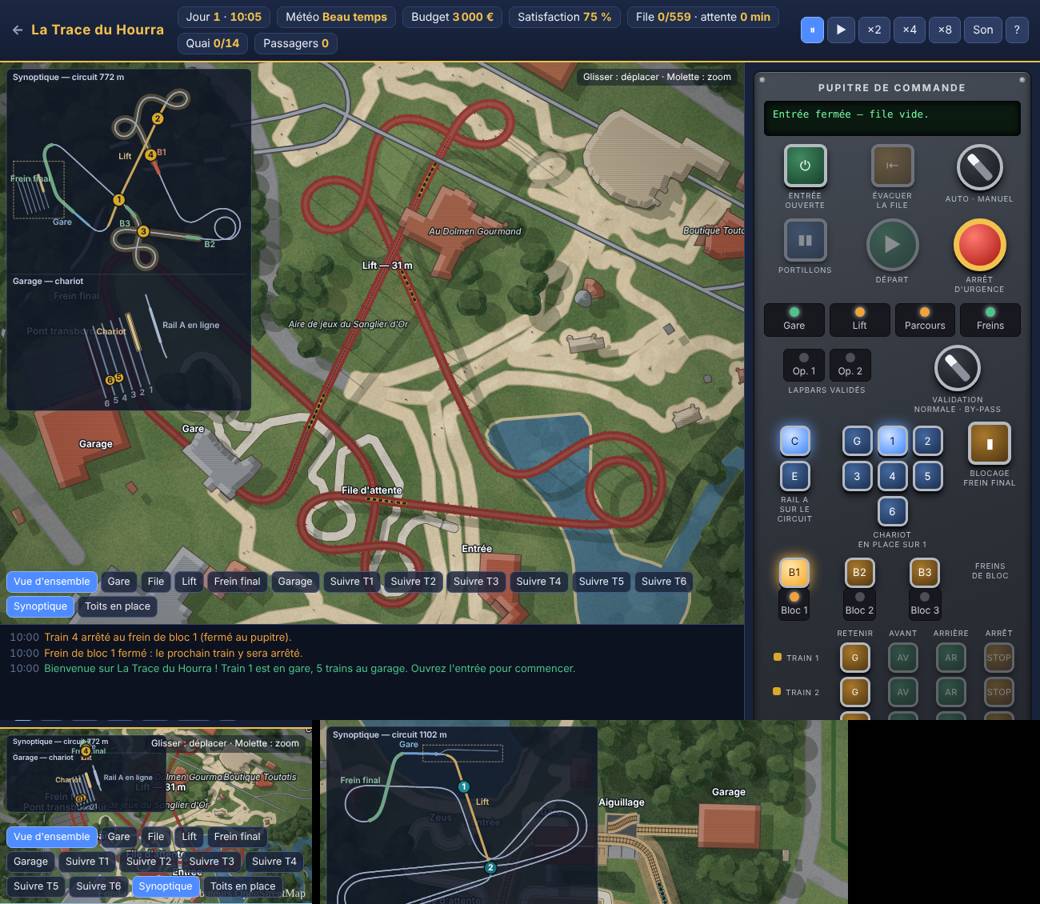 ← La Trace du Hourra
Jour 1 · 10:05
Météo Beau temps
Budget 3 000 €
Satisfaction 75 %
File 0/559 · attente 0 min
Quai 0/14
Passagers 0
×2
×4
×8
Son
?
Synoptique — circuit 772 m
Glisser : déplacer · Molette : zoom
2
Lift
4
B1
Frein final
1
Gare
B3
3
B2
Garage — chariot
Frein final
Pont transbo
Chariot
Rail A en ligne
6
5
6 5 4 3 2 1
Au Dolmen Gourmand
Boutique Toutat
Lift — 31 m
Aire de jeux du Sanglier d'Or
Garage
Gare
File d'attente
Entrée
Vue d'ensemble
Gare
File
Lift
Frein final
Garage
Suivre T1
Suivre T2
Suivre T3
Suivre T4
Suivre T5
Suivre T6
Synoptique
Toits en place
10:00 Train 4 arrêté au frein de bloc 1 (fermé au pupitre).
10:00 Frein de bloc 1 fermé : le prochain train y sera arrêté.
10:00 Bienvenue sur La Trace du Hourra ! Train 1 est en gare, 5 trains au garage. Ouvrez l'entrée pour commencer.
PUPITRE DE COMMANDE
Entrée fermée — file vide.
ENTRÉE OUVERTE
ÉVACUER LA FILE
AUTO · MANUEL
PORTILLONS
DÉPART
ARRÊT D'URGENCE
Gare
Lift
Parcours
Freins
Op. 1
Op. 2
LAPBARS VALIDÉS
VALIDATION
NORMALE · BY-PASS
C
G
1
2
E
3
4
5
6
BLOCAGE FREIN FINAL
RAIL A SUR LE CIRCUIT
CHARIOT
EN PLACE SUR 1
B1
B2
B3
FREINS DE BLOC
Bloc 1
Bloc 2
Bloc 3
RETENIR
AVANT
ARRIÈRE
ARRÊT
TRAIN 1
G
AV
AR
STOP
TRAIN 2
G
AV
AR
STOP
Synoptique — circuit 772 m
Glisser : déplacer · Molette : zoom
4
Garage — chariot
Chariot
Rail A en ligne
Boutique Toutatis
31 m
Vue d'ensemble
Gare
File
Lift
Frein final
Garage
Suivre T1
Suivre T2
Suivre T3
Suivre T4
Suivre T5
Suivre T6
Synoptique
Toits en place
Synoptique — circuit 1102 m
Gare
Frein final
1
Lift
Zeus
2
Aiguillage
Garage